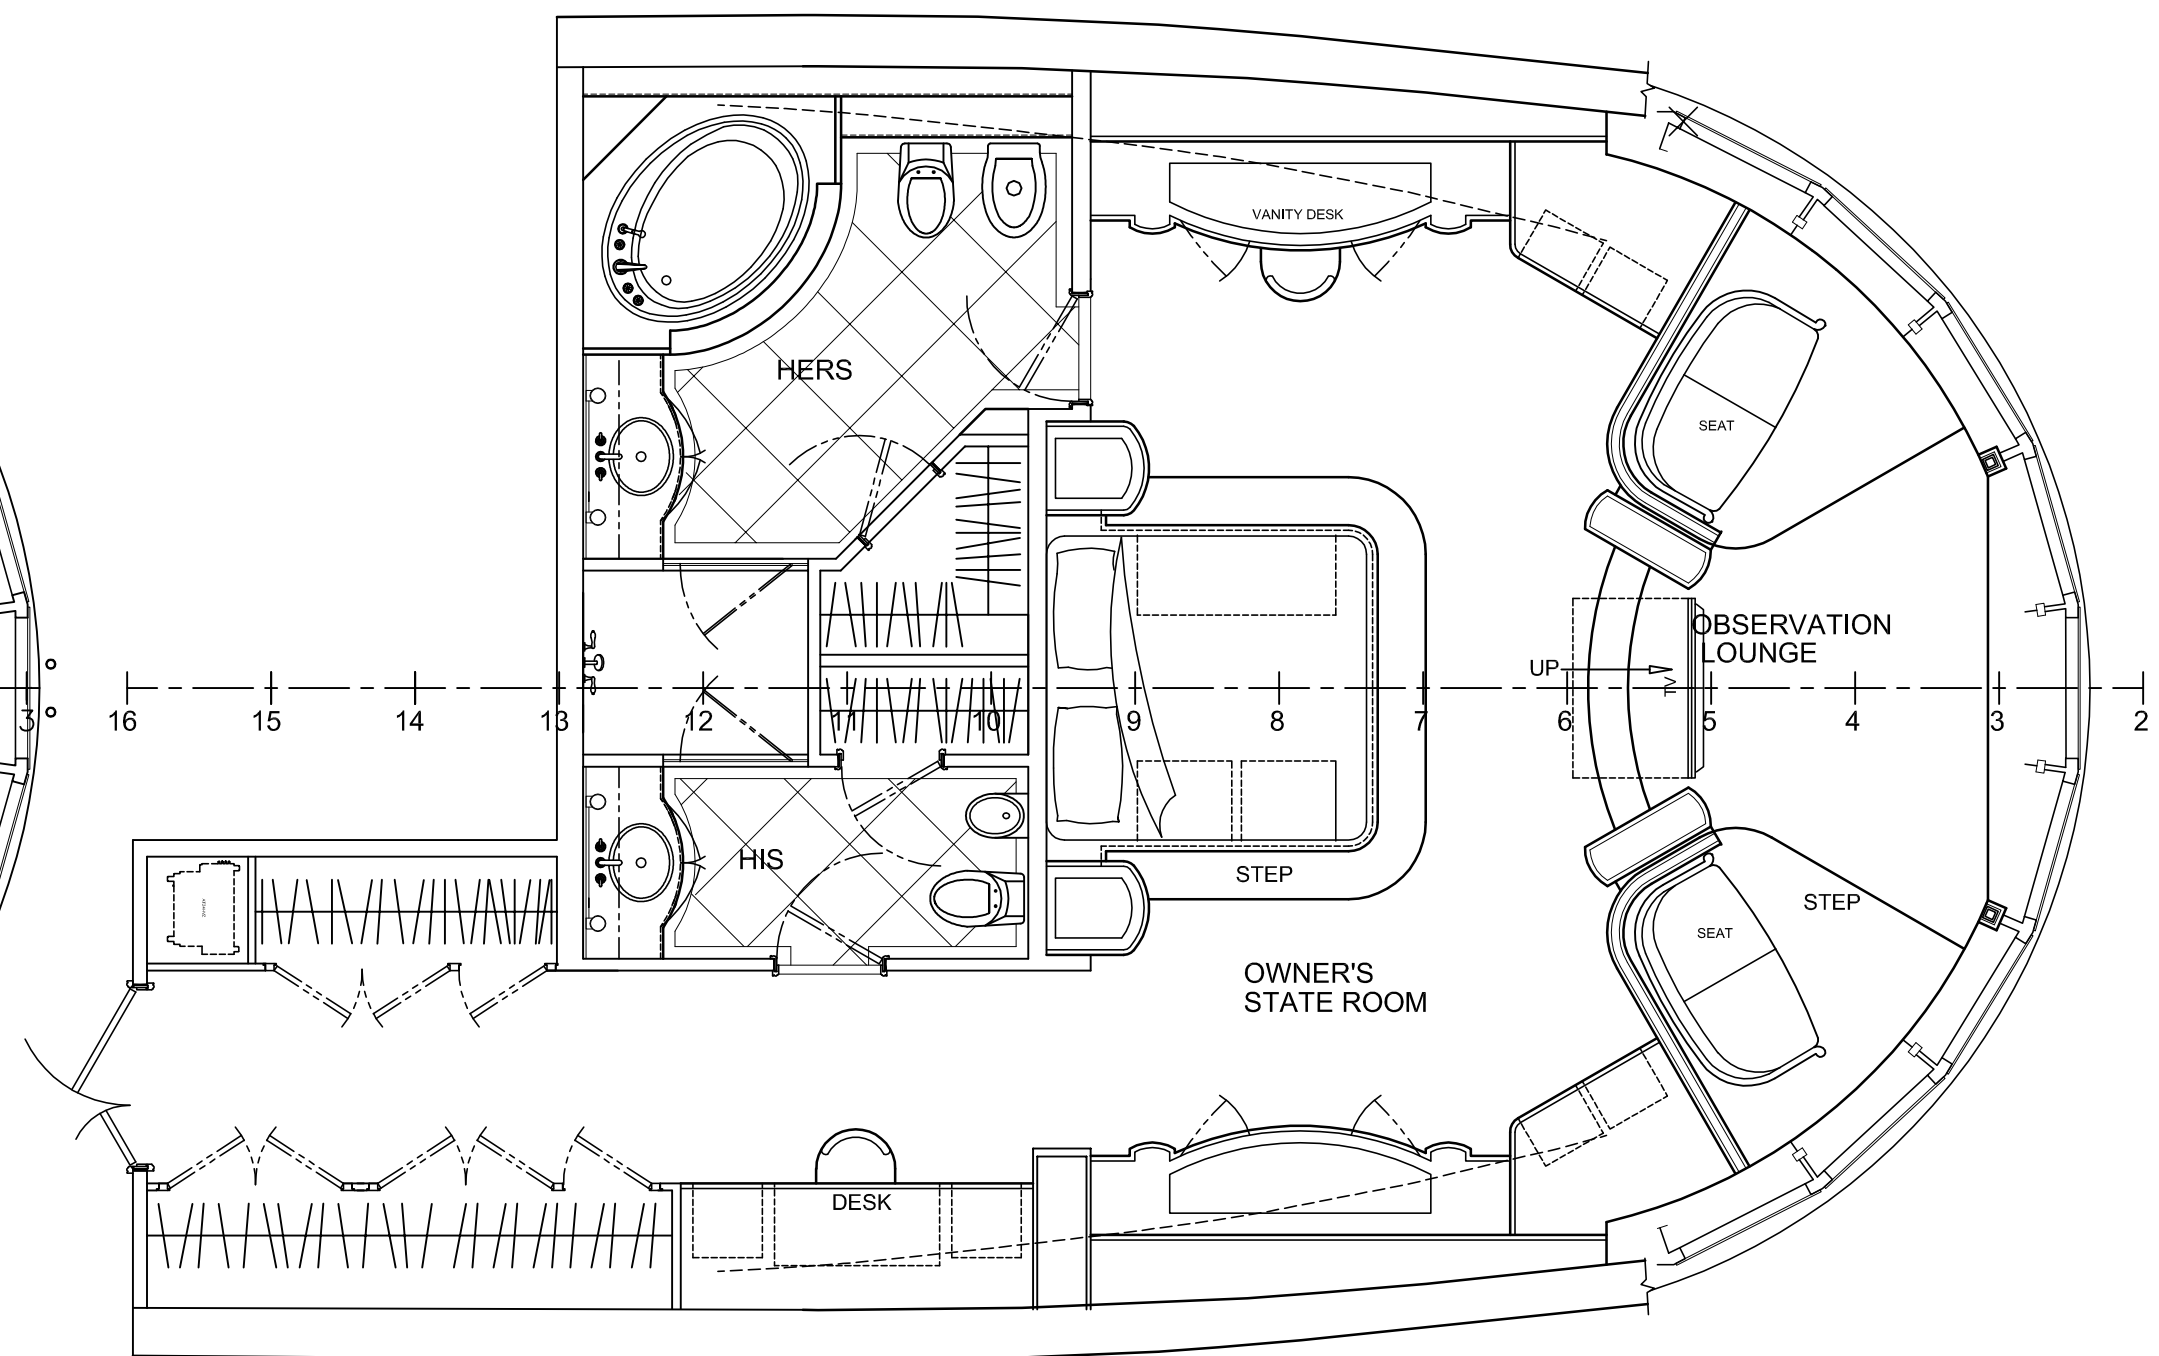 VANITY DESK
HERS
SEAT
OBSERVATION
LOUNGE
UP
TV
3
16
15
14
13
12
11
10
9
8
7
6
5
4
3
2
HIS
STEP
STEP
SEAT
OWNER'S
STATE ROOM
DESK